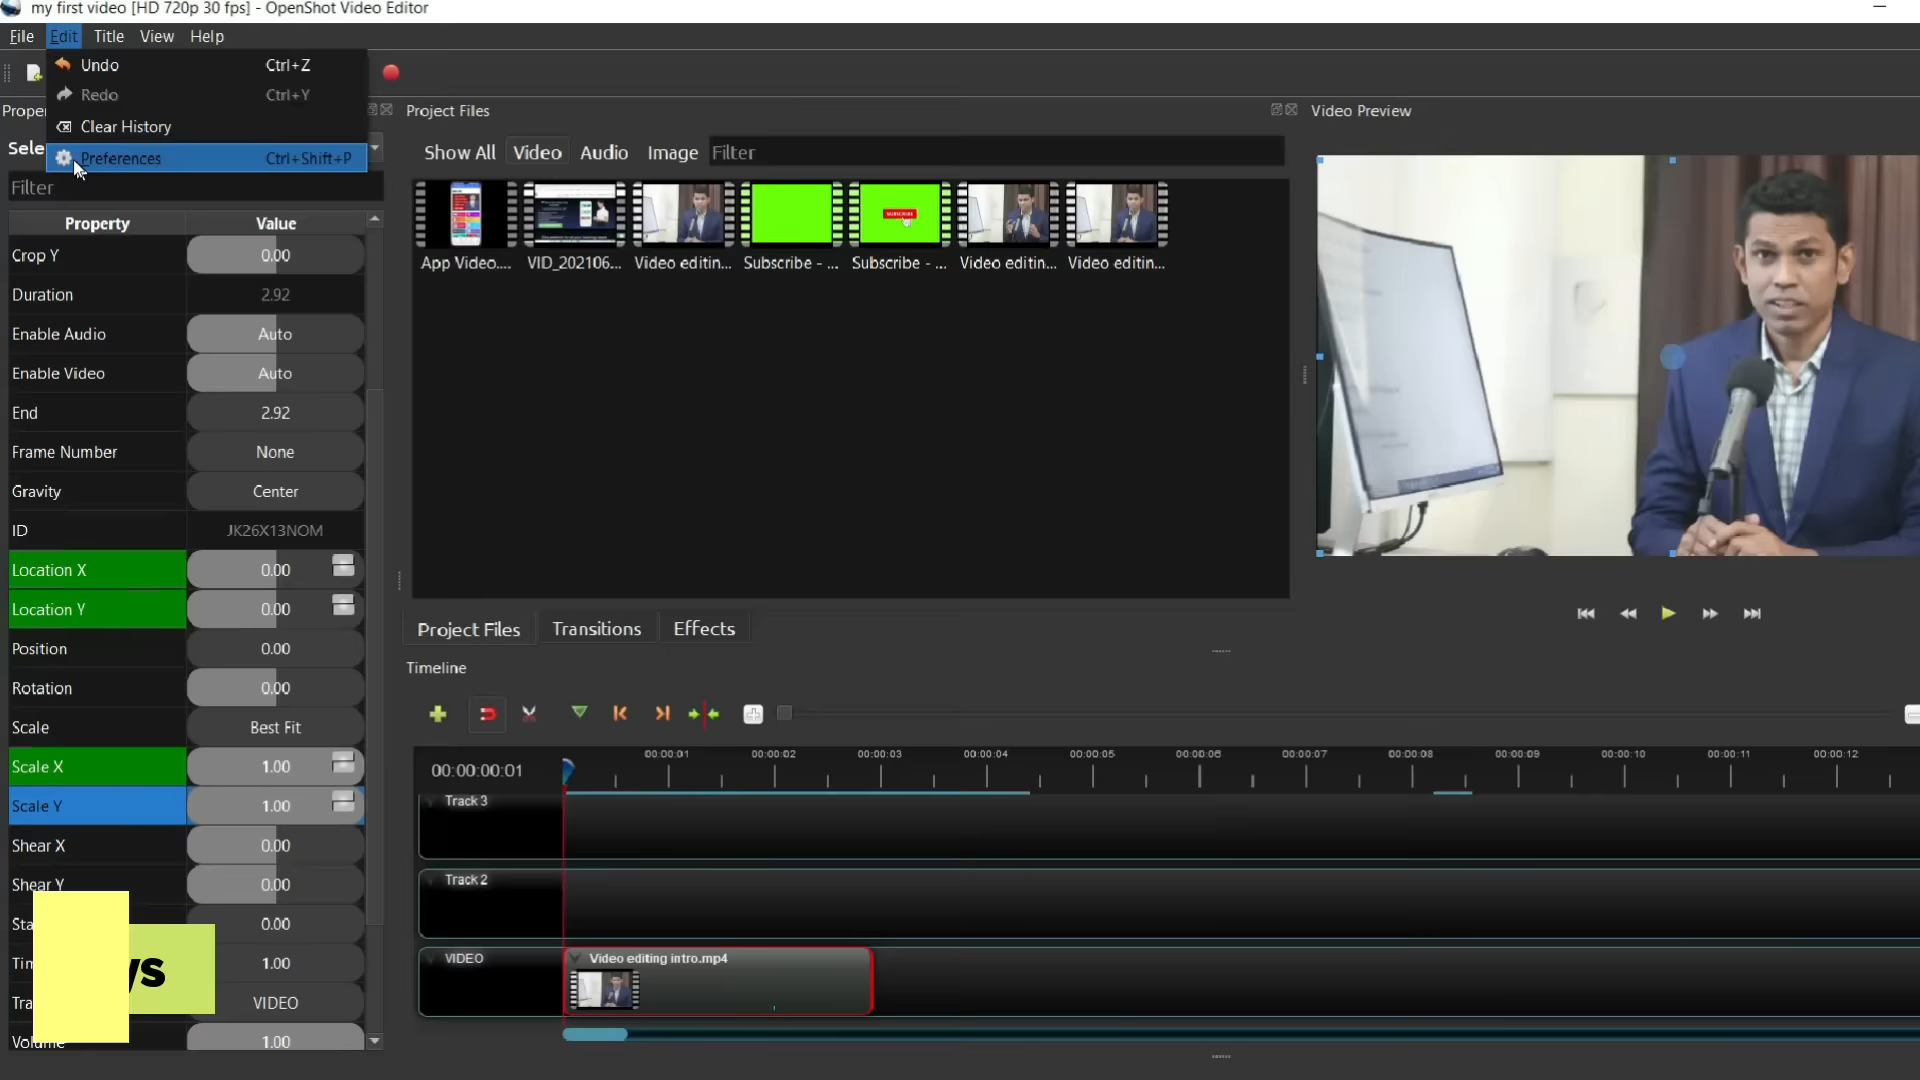 my first video [HD 720p 30 fps] - OpenShot Video Editor
File Edit Title View Help
Undo Ctrl+Z
Redo Ctrl+Y
Clear History
Preferences Ctrl+Shift+P
Project Files
Video Preview
Show All Video Audio Image Filter
Filter
Property Value
Crop Y 0.00
Duration 2.92
Enable Audio Auto
Enable Video Auto
End 2.92
Frame Number None
Gravity Center
ID JK26X13NOM
Location X 0.00
Location Y 0.00
Position 0.00
Rotation 0.00
Scale Best Fit
Scale X 1.00
Scale Y 1.00
Shear X 0.00
Shear Y 0.00
0.00
1.00
VIDEO
Volume 1.00
App Video.... VID_202106... Video editin... Subscribe - ... Subscribe - ... Video editin... Video editin...
SUBSCRIBE
Project Files Transitions Effects
Timeline
00:00:00:01
00:00:01 00:00:02 00:00:03 00:00:04 00:00:05 00:00:06 00:00:07 00:00:08 00:00:09 00:00:10 00:00:11 00:00:12
Track 3
Track 2
VIDEO
Video editing intro.mp4